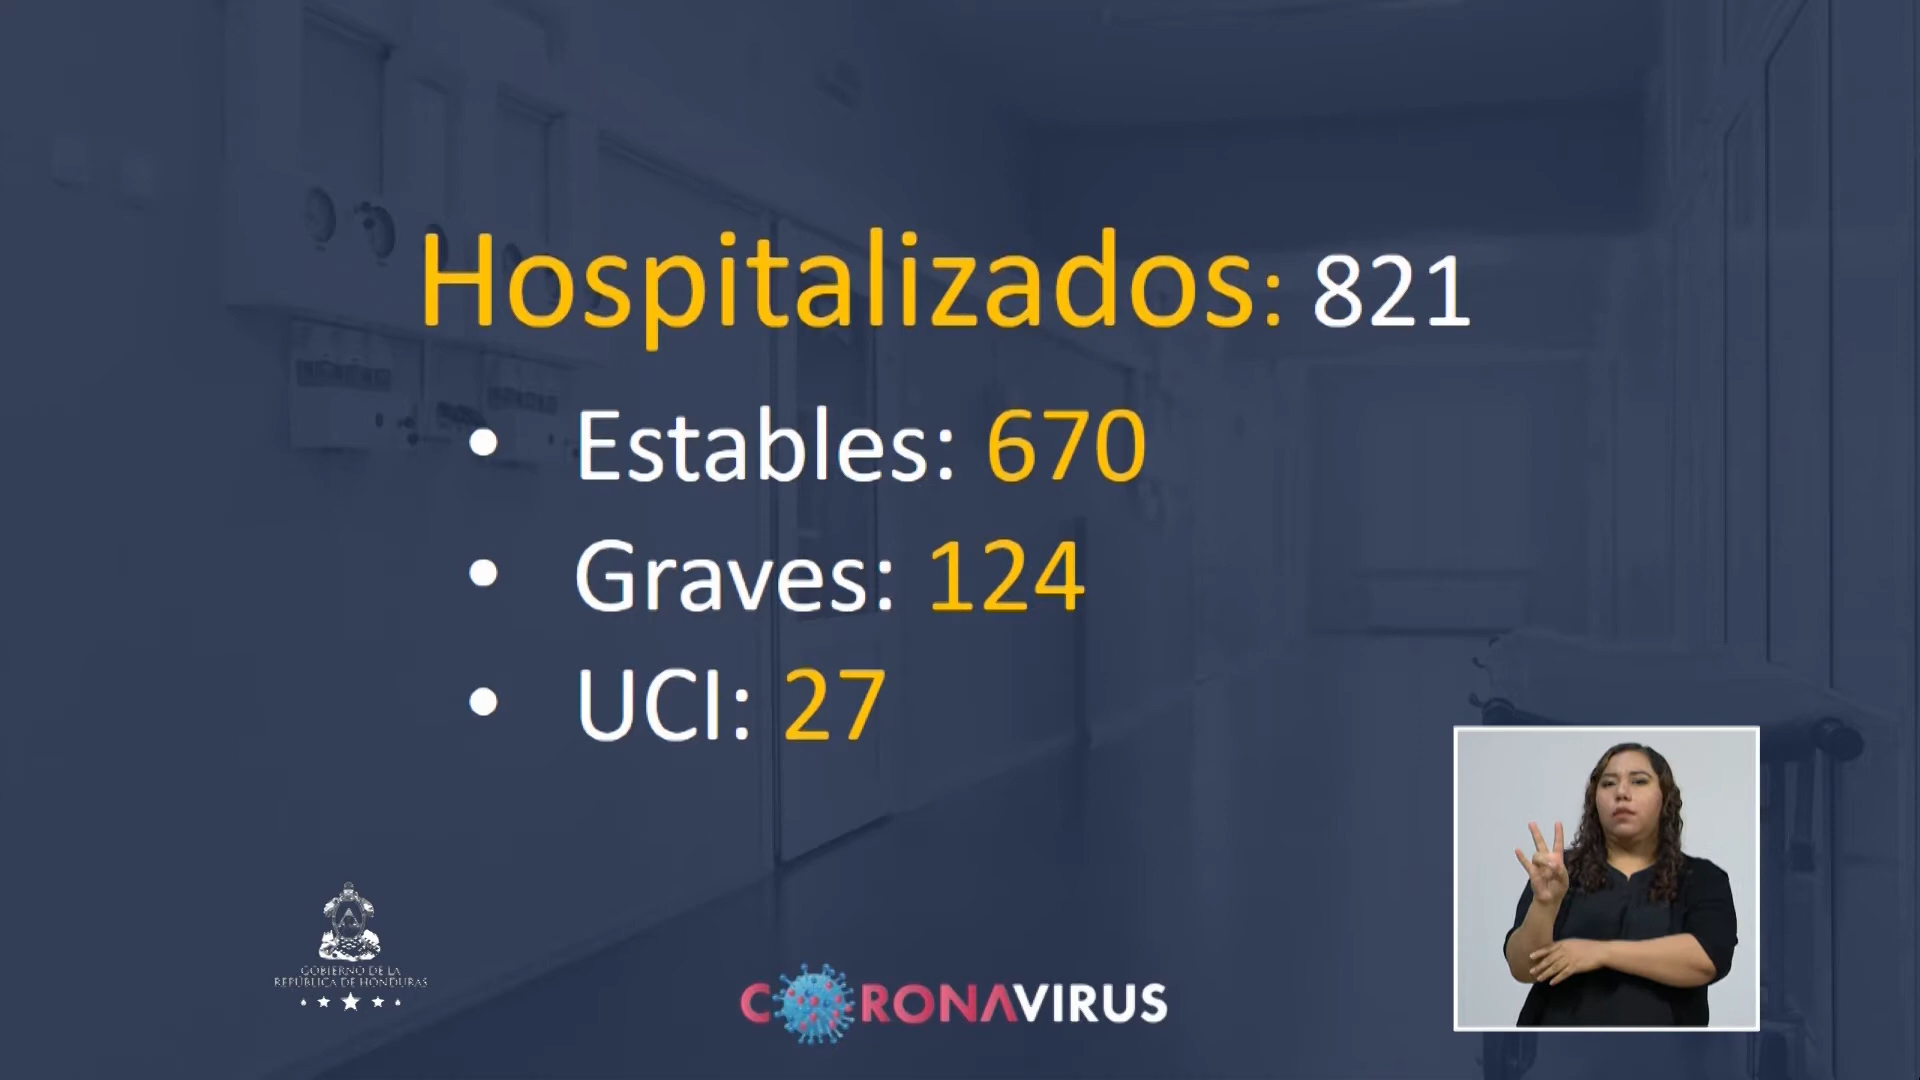 Hospitalizados: 821
• Estables: 670
• Graves: 124
• UCI: 27
GOBIERNO DE LA
REPÚBLICA DE HONDURAS
CORONAVIRUS